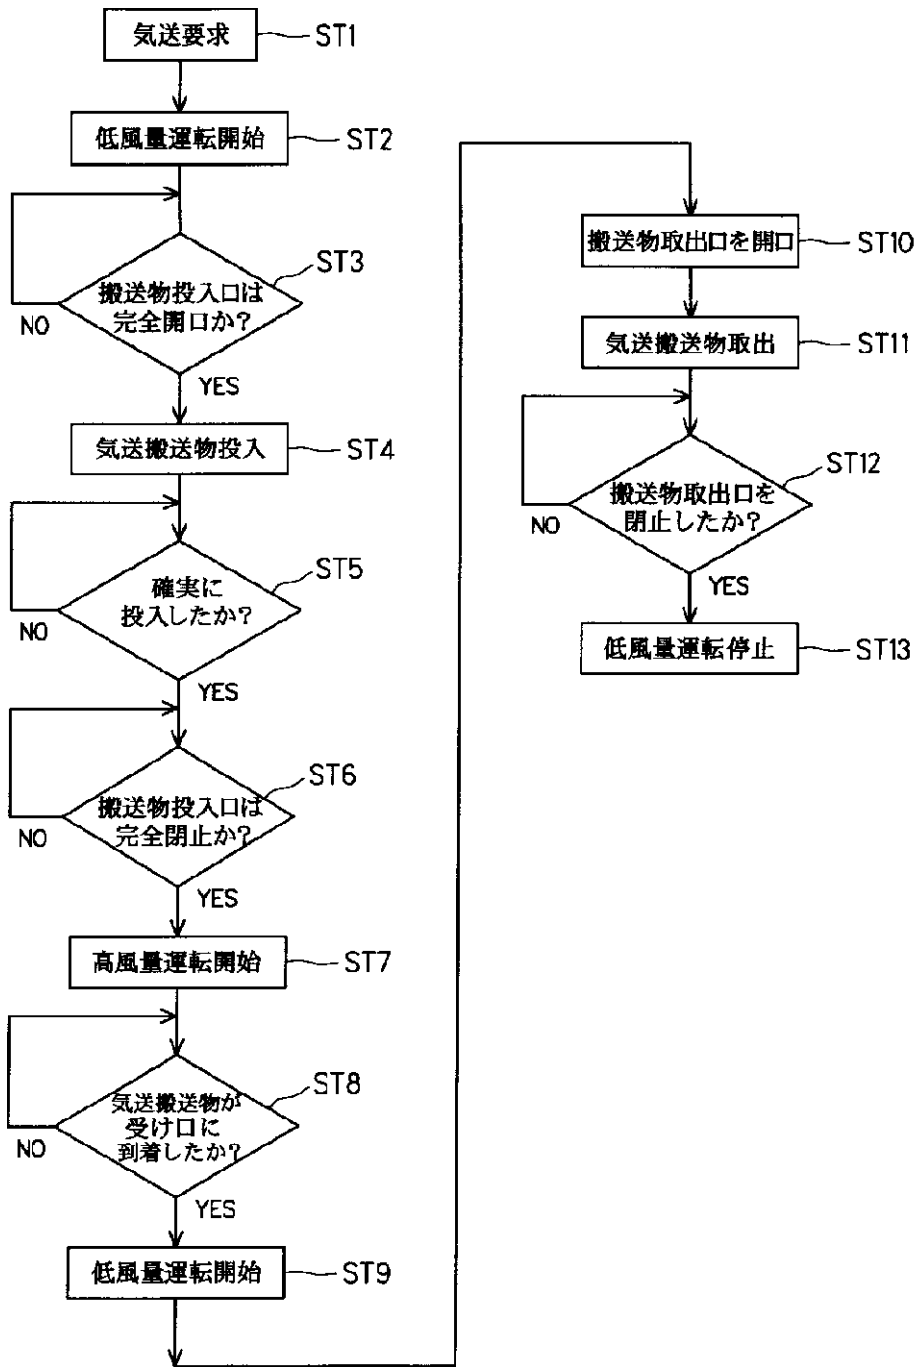 気送要求
ST1
低風量運転開始
ST2
ST3
搬送物投入口は
完全開口か?
NO
YES
気送搬送物投入
ST4
ST5
確実に
投入したか?
NO
YES
ST6
搬送物投入口は
完全閉止か?
NO
YES
高風量運転開始
ST7
ST8
気送搬送物が
受け口に
到着したか?
NO
YES
低風量運転開始
ST9
搬送物取出口を開口
ST10
気送搬送物取出
ST11
ST12
搬送物取出口を
閉止したか?
NO
YES
低風量運転停止
ST13